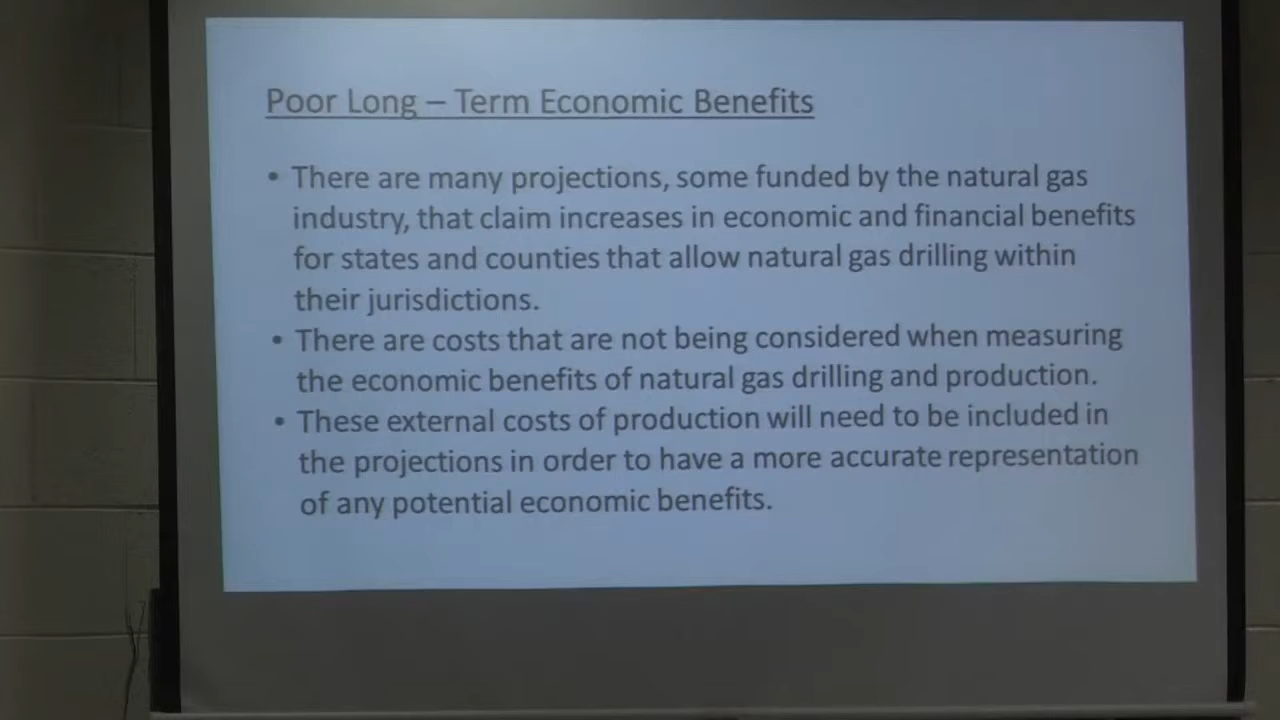 Poor Long – Term Economic Benefits
• There are many projections, some funded by the natural gas
industry, that claim increases in economic and financial benefits
for states and counties that allow natural gas drilling within
their jurisdictions.
• There are costs that are not being considered when measuring
the economic benefits of natural gas drilling and production.
• These external costs of production will need to be included in
the projections in order to have a more accurate representation
of any potential economic benefits.